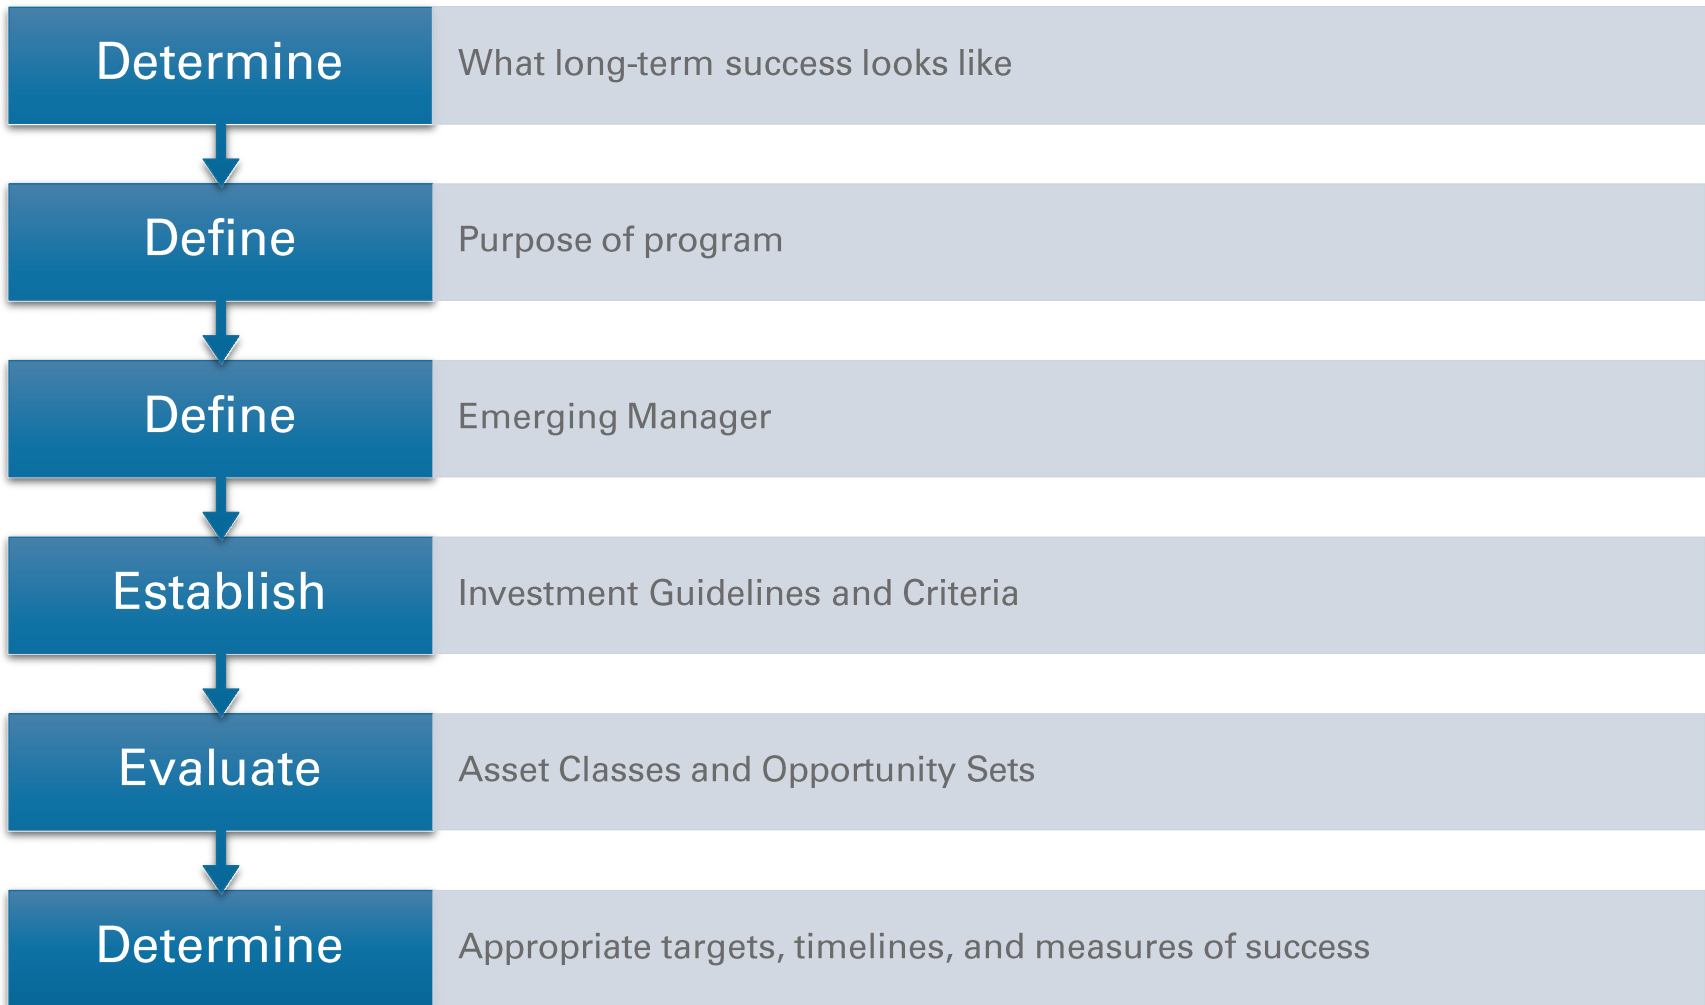 Determine
What long-term success looks like
Define
Purpose of program
Define
Emerging Manager
Establish
Investment Guidelines and Criteria
Evaluate
Asset Classes and Opportunity Sets
Determine
Appropriate targets, timelines, and measures of success